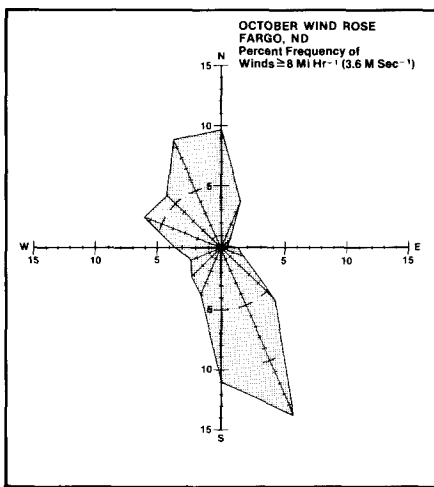 OCTOBER WIND ROSE
FARGO, ND
Percent Frequency of
Winds ≧8 Mi Hr⁻¹ (3.6 M Sec⁻¹)
15
N
10
5
W
E
15 10 5 5 10 15
5
10
15
S